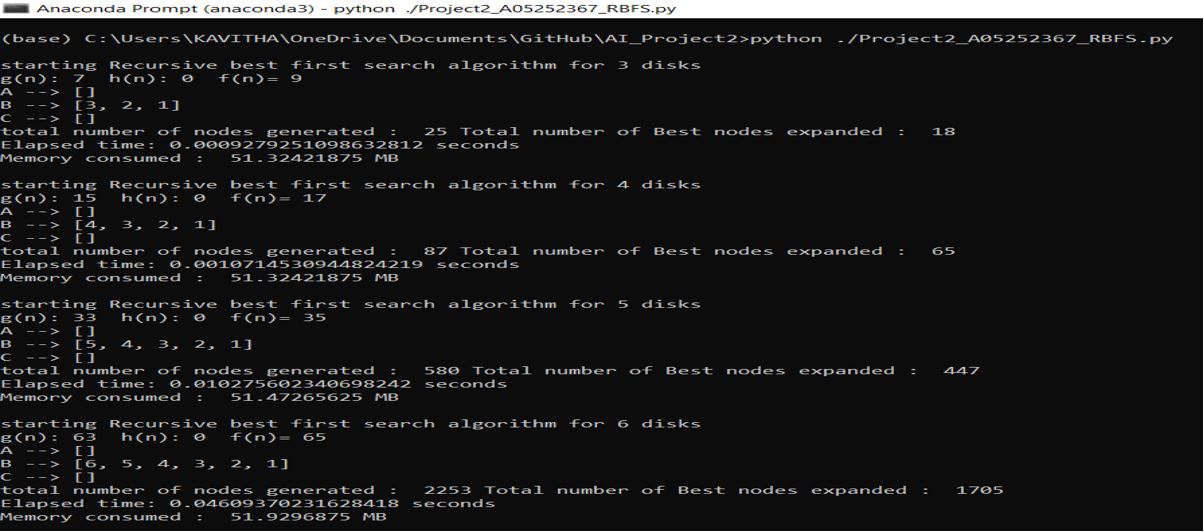 Anaconda Prompt (anaconda3) - python ./Project2_A05252367_RBFS.py
(base) C:\Users\KAVITHA\OneDrive\Documents\GitHub\AI_Project2>python ./Project2_A05252367_RBFS.py
starting Recursive best first search algorithm for 3 disks
g(n): 7 h(n): 0 f(n)= 9
A --> []
B --> [3, 2, 1]
C --> []
total number of nodes generated : 25 Total number of Best nodes expanded : 18
Elapsed time: 0.0009279251098632812 seconds
Memory consumed : 51.32421875 MB
starting Recursive best first search algorithm for 4 disks
g(n): 15 h(n): 0 f(n)= 17
A --> []
B --> [4, 3, 2, 1]
C --> []
total number of nodes generated : 87 Total number of Best nodes expanded : 65
Elapsed time: 0.0010714530944824219 seconds
Memory consumed : 51.32421875 MB
starting Recursive best first search algorithm for 5 disks
g(n): 33 h(n): 0 f(n)= 35
A --> []
B --> [5, 4, 3, 2, 1]
C --> []
total number of nodes generated : 580 Total number of Best nodes expanded : 447
Elapsed time: 0.010275602340698242 seconds
Memory consumed : 51.47265625 MB
starting Recursive best first search algorithm for 6 disks
g(n): 63 h(n): 0 f(n)= 65
A --> []
B --> [6, 5, 4, 3, 2, 1]
C --> []
total number of nodes generated : 2253 Total number of Best nodes expanded : 1705
Elapsed time: 0.04609370231628418 seconds
Memory consumed : 51.9296875 MB